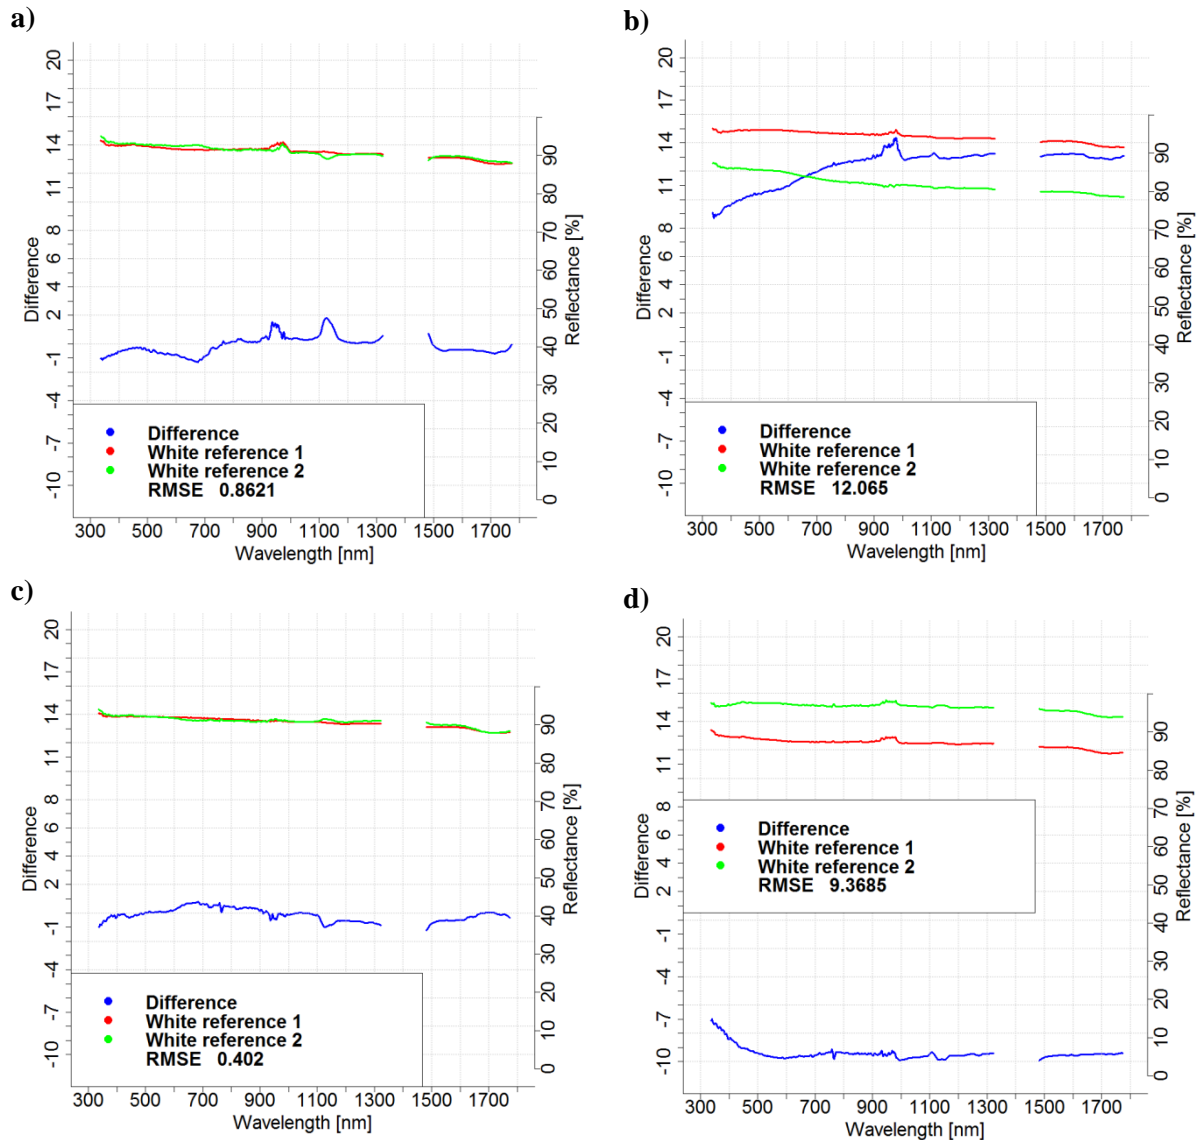 a)
20
17
14
11
8
6
4
2
-1
-4
-7
-10
Difference
90
80
70
60
50
40
30
20
10
0
Reflectance [%]
Difference
White reference 1
White reference 2
RMSE 0.8621
300 500 700 900 1100 1300 1500 1700
Wavelength [nm]
b)
20
17
14
11
8
6
4
2
-1
-4
-7
-10
Difference
90
80
70
60
50
40
30
20
10
0
Reflectance [%]
Difference
White reference 1
White reference 2
RMSE 12.065
300 500 700 900 1100 1300 1500 1700
Wavelength [nm]
c)
20
17
14
11
8
6
4
2
-1
-4
-7
-10
Difference
90
80
70
60
50
40
30
20
10
0
Reflectance [%]
Difference
White reference 1
White reference 2
RMSE 0.402
300 500 700 900 1100 1300 1500 1700
Wavelength [nm]
d)
20
17
14
11
8
6
4
2
-1
-4
-7
-10
Difference
90
80
70
60
50
40
30
20
10
0
Reflectance [%]
Difference
White reference 1
White reference 2
RMSE 9.3685
300 500 700 900 1100 1300 1500 1700
Wavelength [nm]